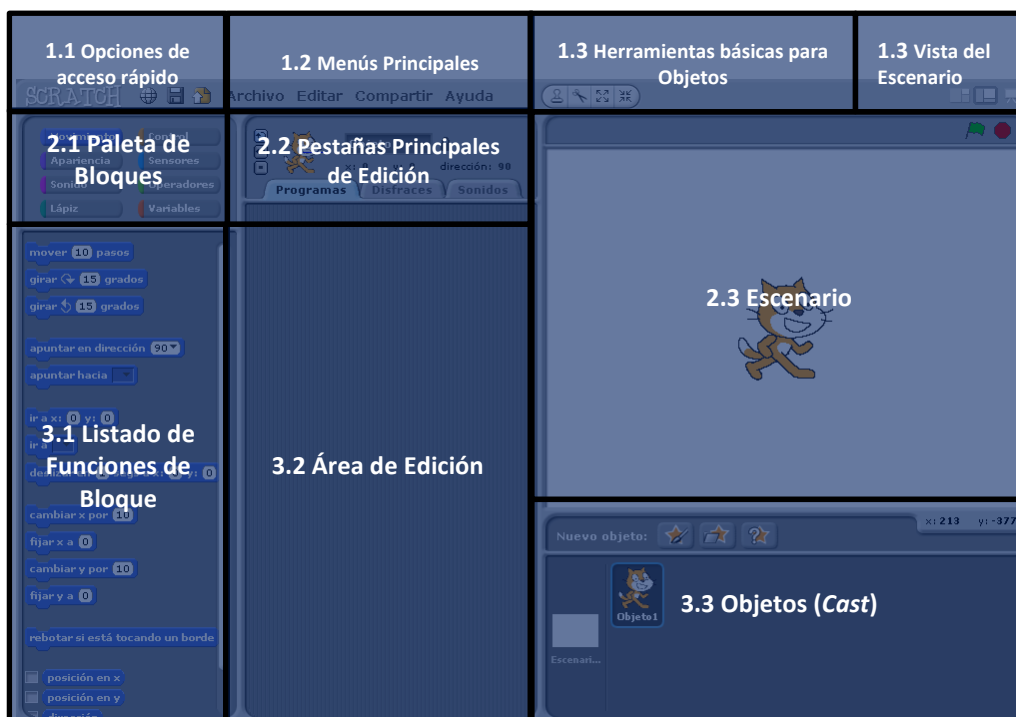 1.1 Opciones de
acceso rápido
1.2 Menús Principales
1.3 Herramientas básicas para
Objetos
1.3 Vista del
Escenario
SCRATCH
Archivo Editar Compartir Ayuda
2.1 Paleta de
Bloques
Movimiento Control
Apariencia Sensores
Sonido Operadores
Lápiz Variables
2.2 Pestañas Principales
de Edición
dirección: 90
Programas Disfraces Sonidos
2.3 Escenario
mover 10 pasos
girar 15 grados
girar 15 grados
apuntar en dirección 90
apuntar hacia
ir a x: 0 y: 0
ir a
y: 0
cambiar x por 10
fijar x a 0
cambiar y por 10
fijar y a 0
rebotar si está tocando un borde
posición en x
posición en y
dirección
3.1 Listado de
Funciones de
Bloque
3.2 Área de Edición
x: 213 y: -377
Nuevo objeto:
Objeto1
Escenari...
3.3 Objetos (Cast)